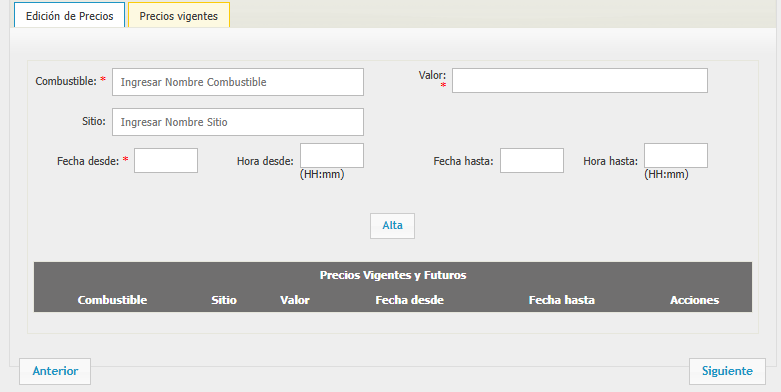 Edición de Precios Precios vigentes
Combustible: * Ingresar Nombre Combustible Valor: *
Sitio: Ingresar Nombre Sitio
Fecha desde: * Hora desde: (HH:mm) Fecha hasta: Hora hasta: (HH:mm)
Alta
Precios Vigentes y Futuros
Combustible Sitio Valor Fecha desde Fecha hasta Acciones
Anterior Siguiente